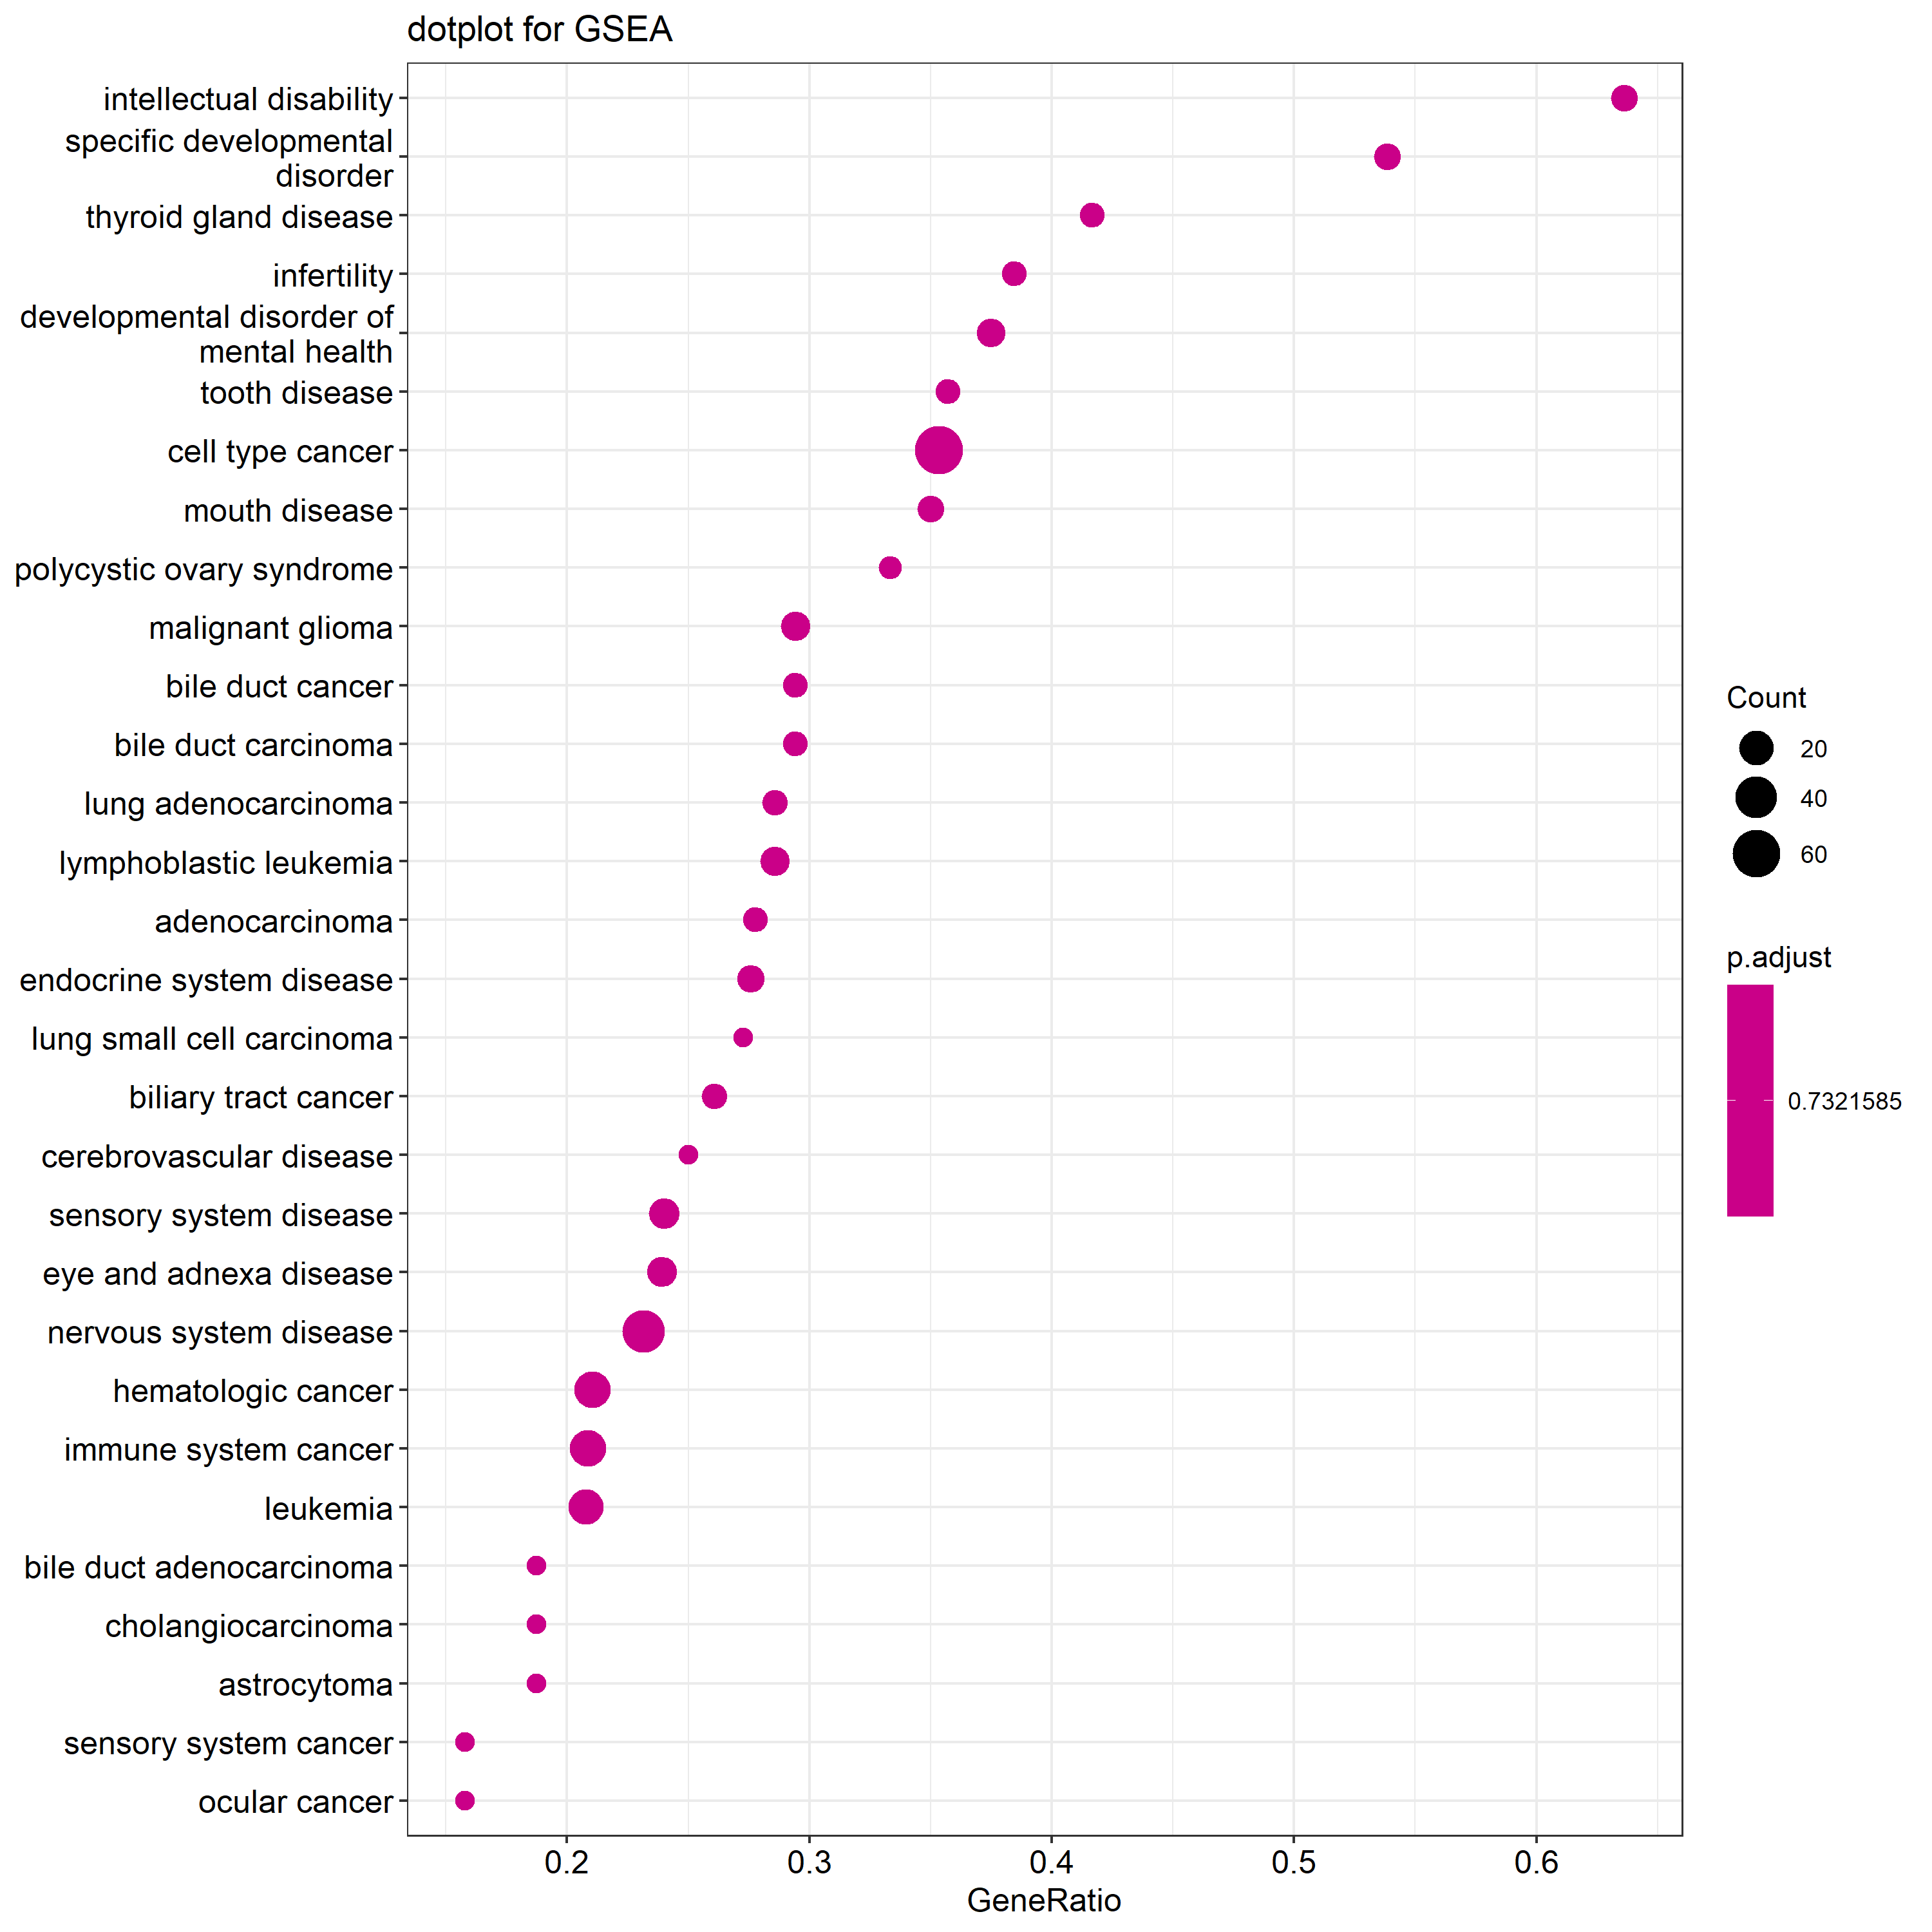 dotplot for GSEA
intellectual disability
specific developmental
disorder
thyroid gland disease
infertility
developmental disorder of
mental health
tooth disease
cell type cancer
mouth disease
polycystic ovary syndrome
malignant glioma
bile duct cancer
bile duct carcinoma
lung adenocarcinoma
lymphoblastic leukemia
adenocarcinoma
endocrine system disease
lung small cell carcinoma
biliary tract cancer
cerebrovascular disease
sensory system disease
eye and adnexa disease
nervous system disease
hematologic cancer
immune system cancer
leukemia
bile duct adenocarcinoma
cholangiocarcinoma
astrocytoma
sensory system cancer
ocular cancer
0.2 0.3 0.4 0.5 0.6
GeneRatio
Count
20
40
60
p.adjust
0.7321585